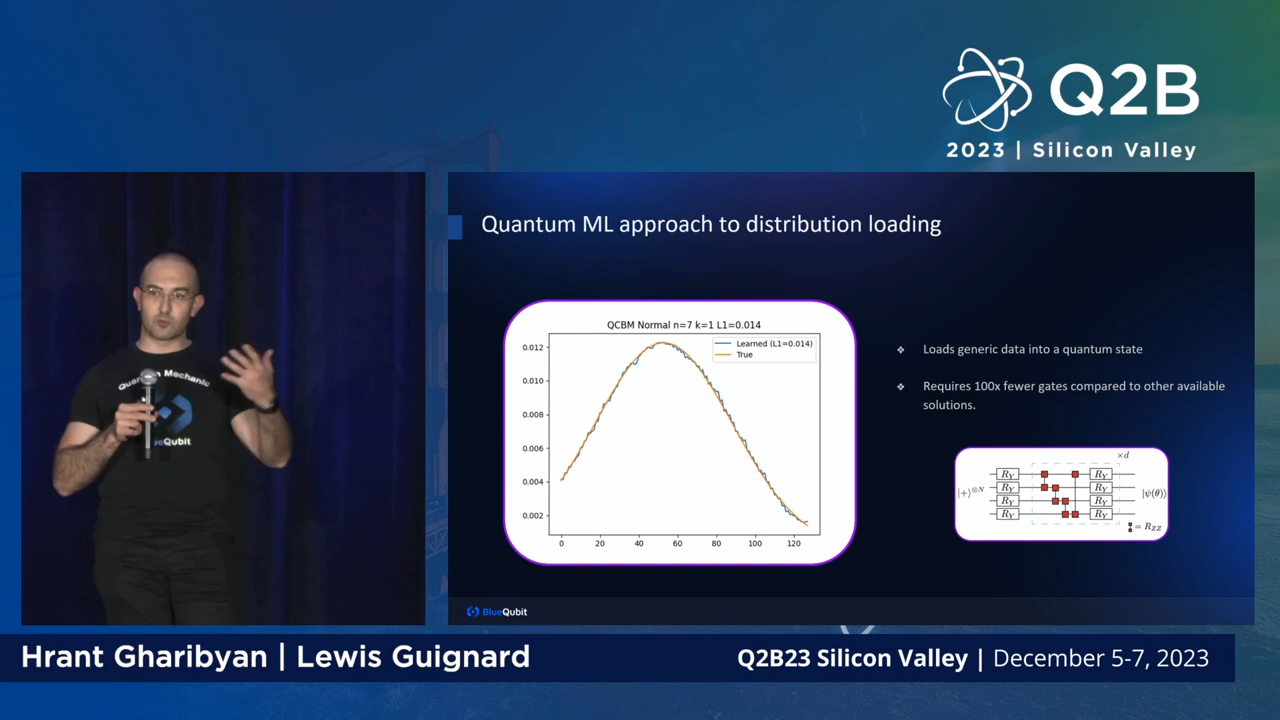 Q2B
2023 | Silicon Valley
Quantum ML approach to distribution loading
QCBM Normal n=7 k=1 L1=0.014
Learned (L1=0.014)
True
0.012
0.010
0.008
0.006
0.004
0.002
0 20 40 60 80 100 120
❖ Loads generic data into a quantum state
❖ Requires 100x fewer gates compared to other available
solutions.
×d
|+⟩⊗N
R_Y R_Y
R_Y R_Y
R_Y R_Y
R_Y R_Y
|ψ(θ)⟩
= R_ZZ
Mechanic
eQubit
BlueQubit
Hrant Gharibyan | Lewis Guignard
Q2B23 Silicon Valley | December 5-7, 2023